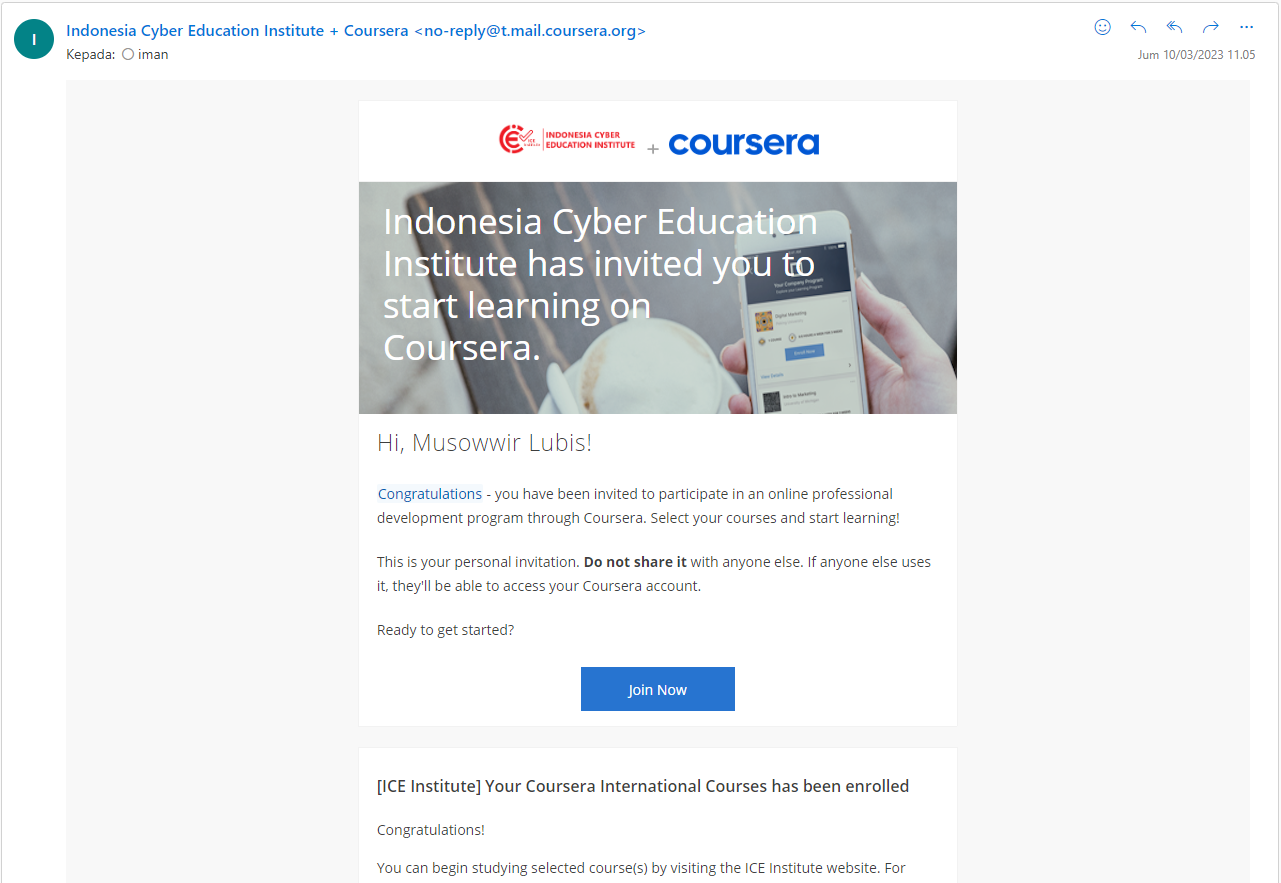 I
Indonesia Cyber Education Institute + Coursera <no-reply@t.mail.coursera.org>
Kepada: iman
Jum 10/03/2023 11.05
ICE INDONESIA CYBER
EDUCATION INSTITUTE + coursera
Indonesia Cyber Education
Institute has invited you to
start learning on
Coursera.
Your Company Program
Digital Marketing
Enroll Now
View Details
Intro to Marketing
Hi, Musowwir Lubis!
Congratulations - you have been invited to participate in an online professional
development program through Coursera. Select your courses and start learning!
This is your personal invitation. Do not share it with anyone else. If anyone else uses
it, they'll be able to access your Coursera account.
Ready to get started?
Join Now
[ICE Institute] Your Coursera International Courses has been enrolled
Congratulations!
You can begin studying selected course(s) by visiting the ICE Institute website. For